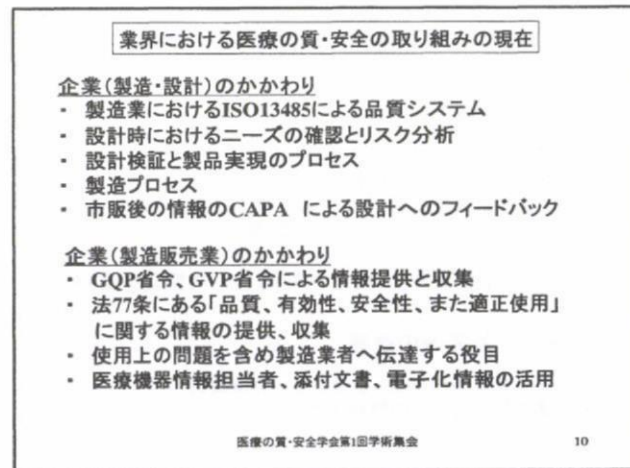 業界における医療の質・安全の取り組みの現在
企業(製造・設計)のかかわり
・ 製造業におけるISO13485による品質システム
・ 設計時におけるニーズの確認とリスク分析
・ 設計検証と製品実現のプロセス
・ 製造プロセス
・ 市販後の情報のCAPA による設計へのフィードバック
企業(製造販売業)のかかわり
・ GQP省令、GVP省令による情報提供と収集
・ 法77条にある「品質、有効性、安全性、また適正使用」
に関する情報の提供、収集
・ 使用上の問題を含め製造業者へ伝達する役目
・ 医療機器情報担当者、添付文書、電子化情報の活用
医療の質・安全学会第1回学術集会 10